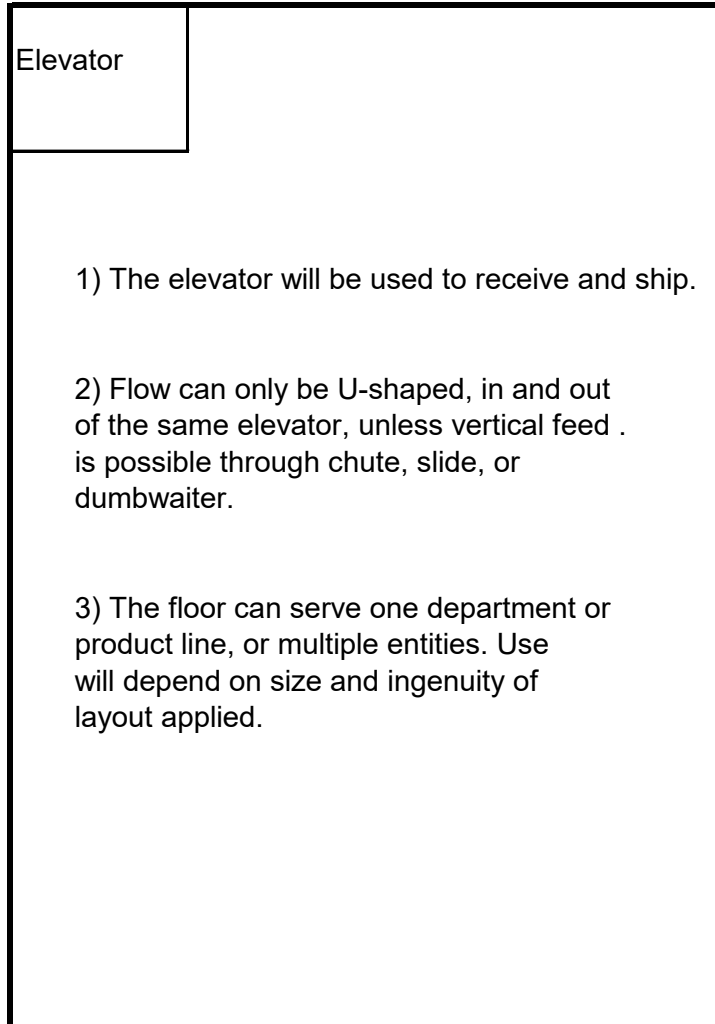 Elevator
1) The elevator will be used to receive and ship.
2) Flow can only be U-shaped, in and out
of the same elevator, unless vertical feed .
is possible through chute, slide, or
dumbwaiter.
3) The floor can serve one department or
product line, or multiple entities. Use
will depend on size and ingenuity of
layout applied.